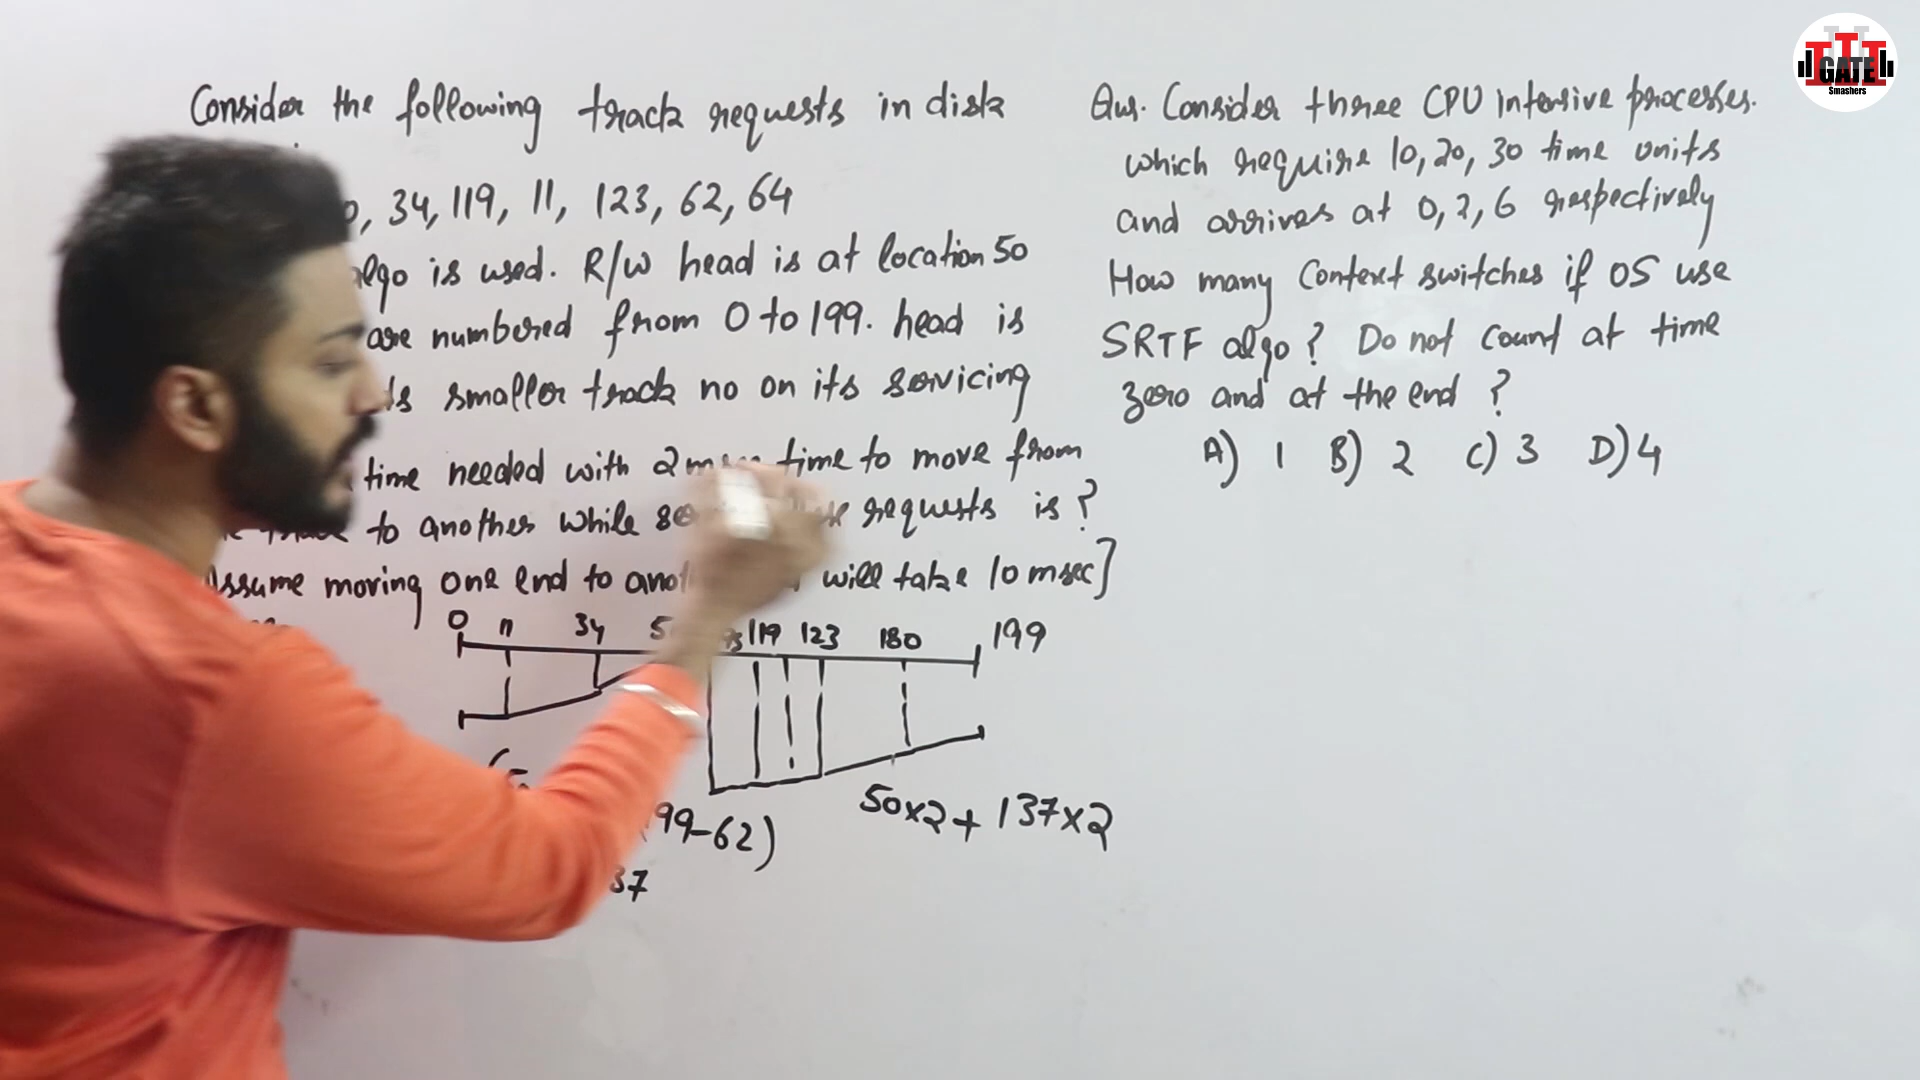 Consider the following track requests in disk
34, 119, 11, 123, 62, 64
algo is used. R/W head is at location 50
are numbered from 0 to 199. head is
smaller track no on its servicing
time needed with 2 time to move from
to another while requests is?
Assume moving one end to will take 10 msec]
0 11 34 119 123 180 199
99-62)
50x2 + 137x2
37
Qus. Consider three CPU intensive processes.
which require 10, 20, 30 time units
and arrives at 0, 2, 6 respectively
How many Context switches if OS use
SRTF algo? Do not count at time
zero and at the end?
A) 1 B) 2 C) 3 D) 4
GATE
Smashers